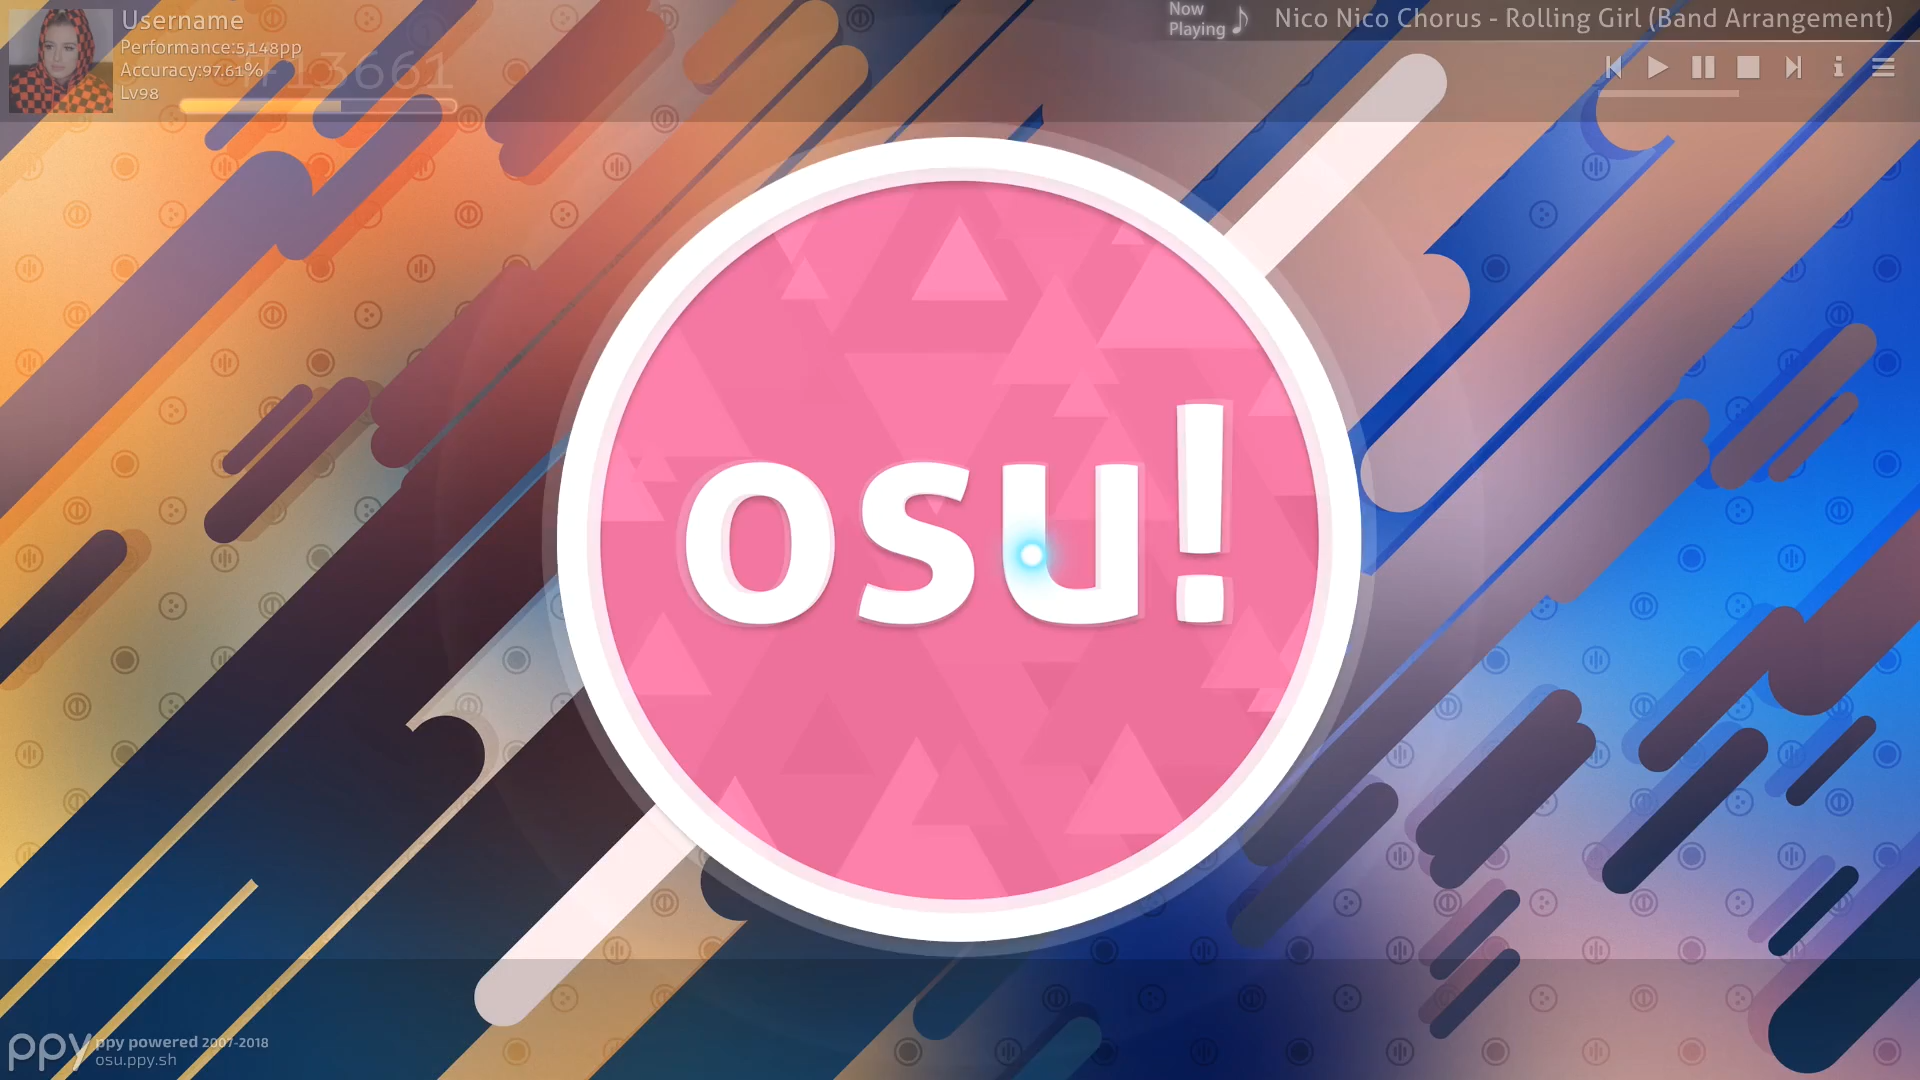 Username
Performance:5,148pp
Accuracy:97.61%
Lv98
#13661
Now
Playing
Nico Nico Chorus - Rolling Girl (Band Arrangement)
osu!
ppy
ppy powered 2007-2018
osu.ppy.sh